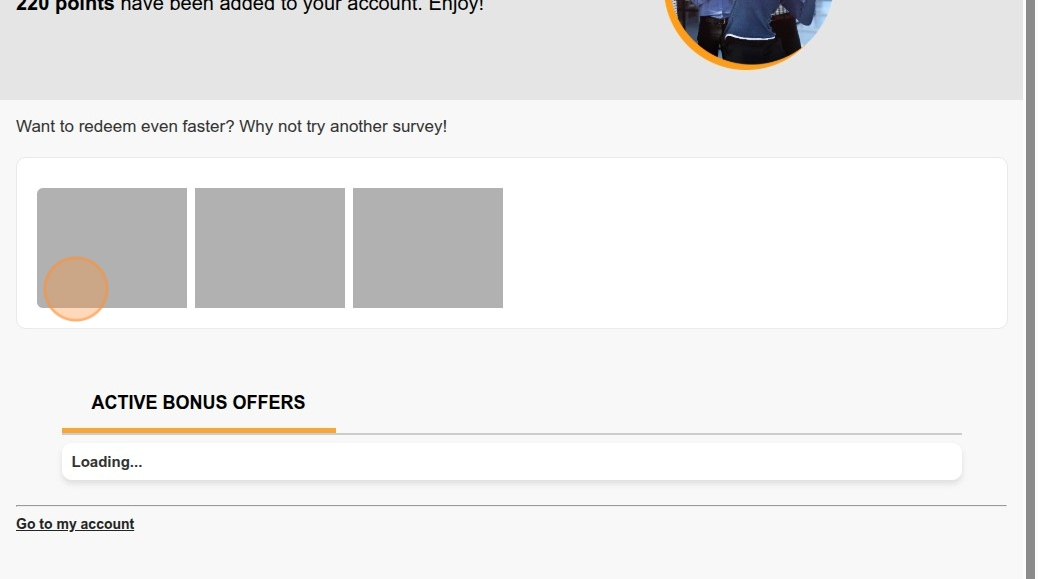 220 points have been added to your account. Enjoy!
Want to redeem even faster? Why not try another survey!
ACTIVE BONUS OFFERS
Loading...
Go to my account